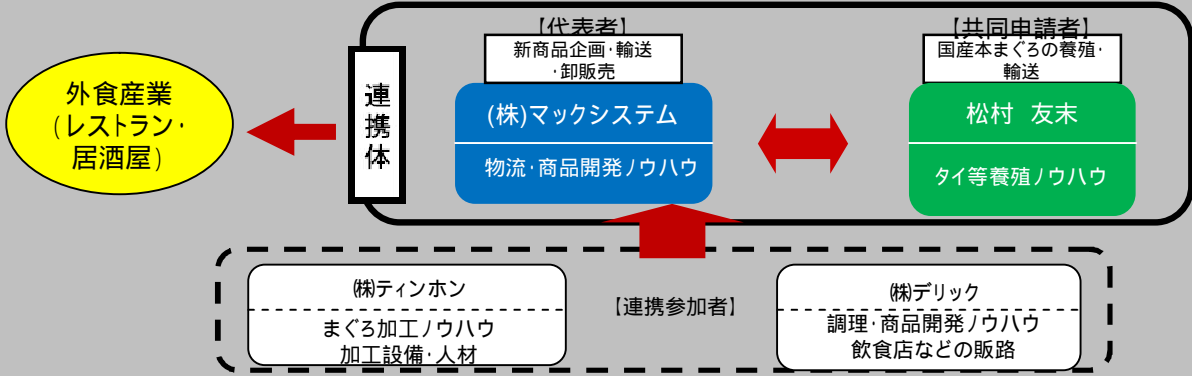 【代表者】
新商品企画・輸送
・卸販売
(株)マックシステム
物流・商品開発ノウハウ
【共同申請者】
国産本まぐろの養殖・
輸送
松村 友末
タイ等養殖ノウハウ
連携体
外食産業
(レストラン・
居酒屋)
【連携参加者】
㈱ティンホン
まぐろ加工ノウハウ
加工設備・人材
㈱デリック
調理・商品開発ノウハウ
飲食店などの販路